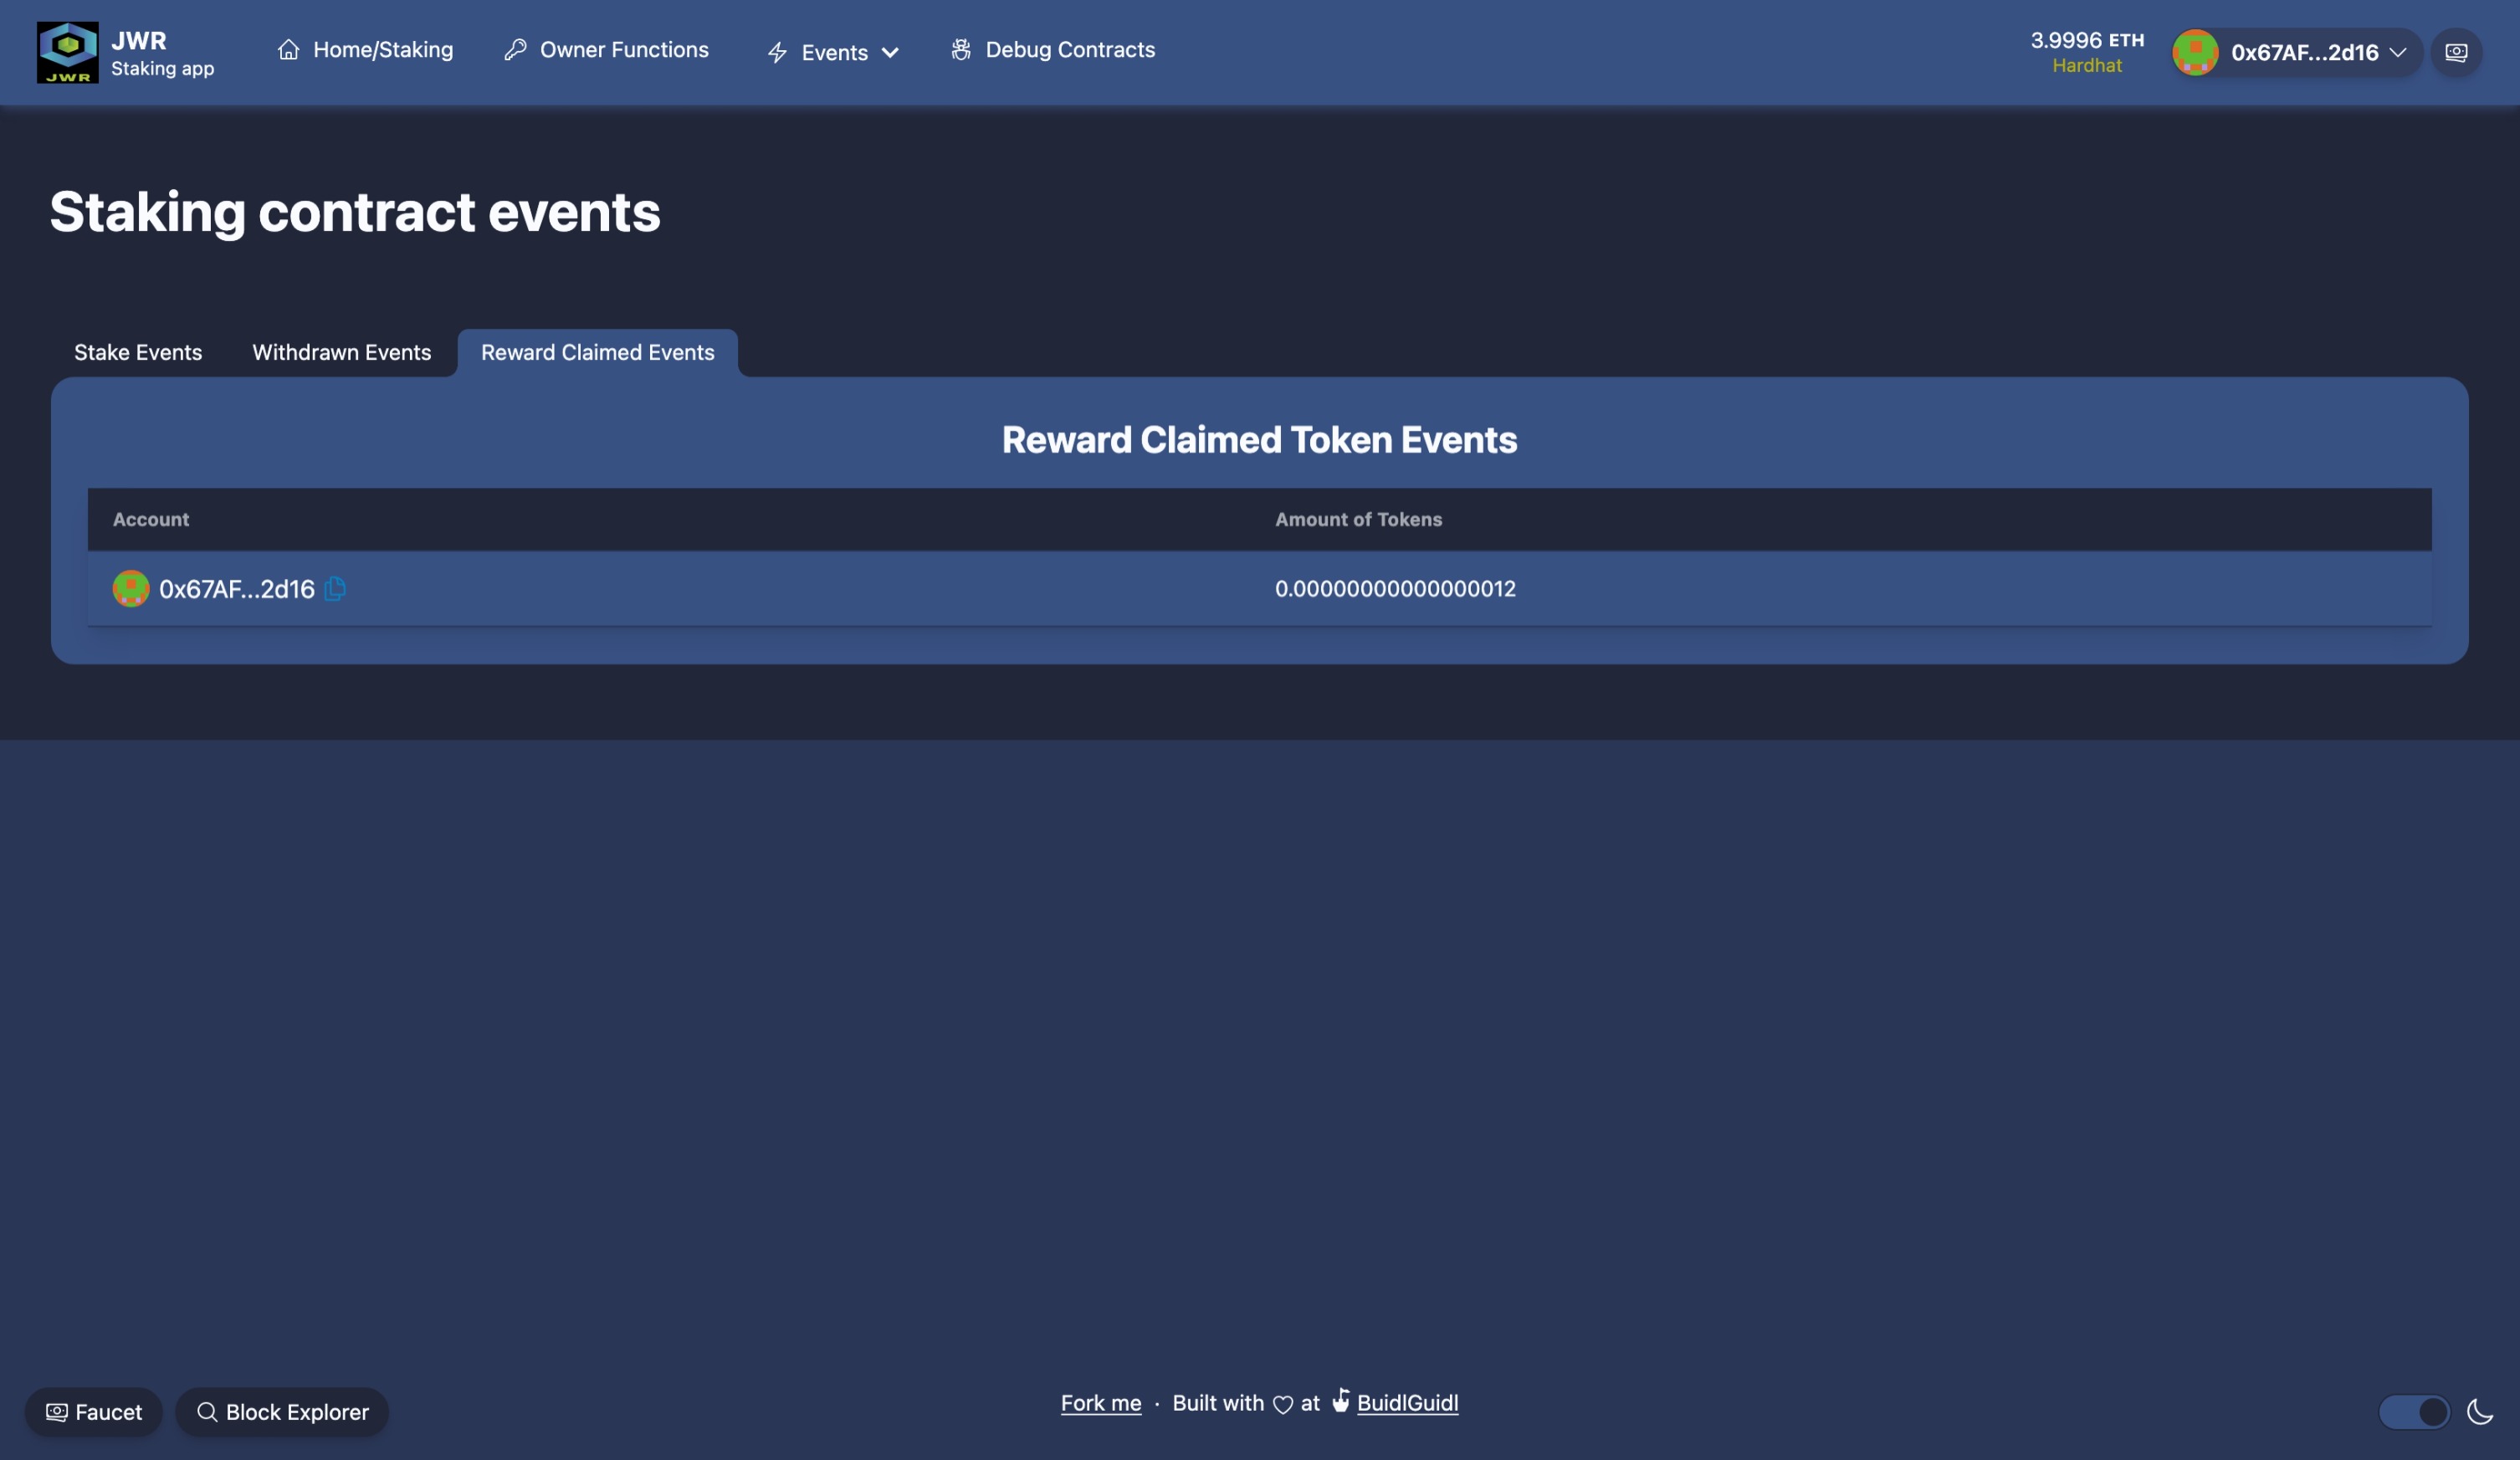 JWR
JWR
Staking app
Home/Staking
Owner Functions
Events
Debug Contracts
3.9996 ETH
Hardhat
0x67AF...2d16
Staking contract events
Stake Events
Withdrawn Events
Reward Claimed Events
Reward Claimed Token Events
Account
Amount of Tokens
0x67AF...2d16
0.000000000000000012
Faucet
Block Explorer
Fork me · Built with ♡ at BuidlGuidl